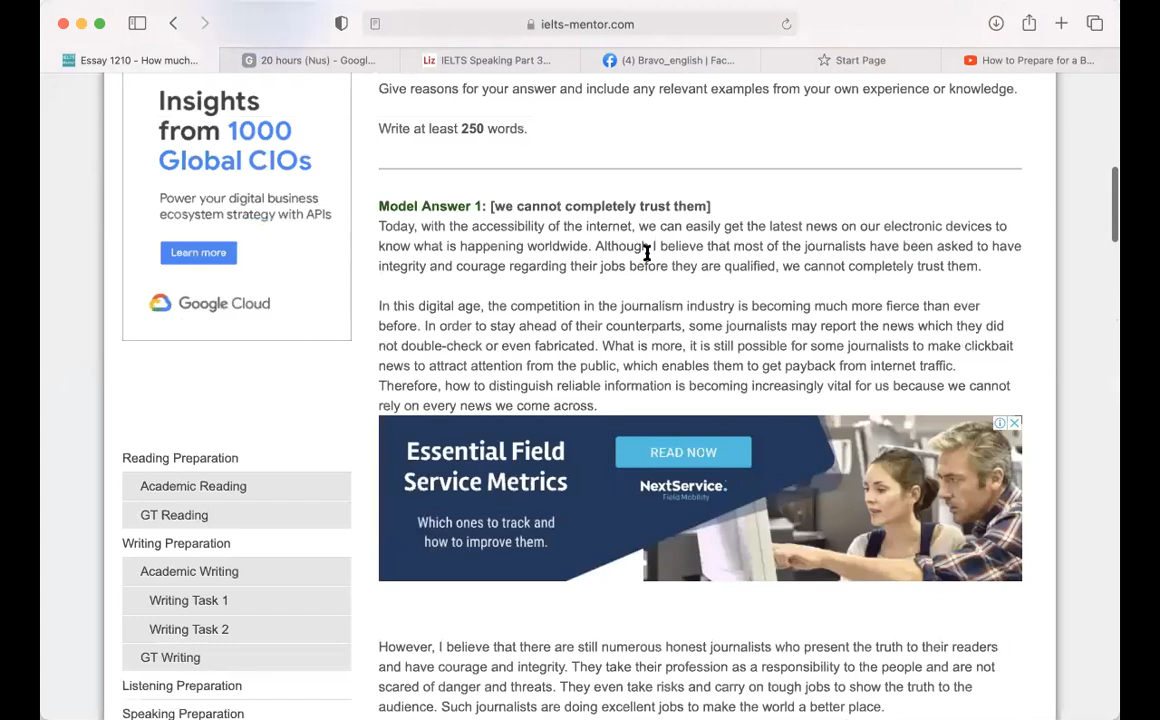 ielts-mentor.com
Essay 1210 - How much...
20 hours (Nus) - Googl...
Liz
IELTS Speaking Part 3...
(4) Bravo_english | Fac...
Start Page
How to Prepare for a B...
Insights
from 1000
Global CIOs
Power your digital business
ecosystem strategy with APIs
Learn more
Google Cloud
Reading Preparation
Academic Reading
GT Reading
Writing Preparation
Academic Writing
Writing Task 1
Writing Task 2
GT Writing
Listening Preparation
Speaking Preparation
Give reasons for your answer and include any relevant examples from your own experience or knowledge.
Write at least 250 words.
Model Answer 1: [we cannot completely trust them]
Today, with the accessibility of the internet, we can easily get the latest news on our electronic devices to
know what is happening worldwide. Although I believe that most of the journalists have been asked to have
integrity and courage regarding their jobs before they are qualified, we cannot completely trust them.
In this digital age, the competition in the journalism industry is becoming much more fierce than ever
before. In order to stay ahead of their counterparts, some journalists may report the news which they did
not double-check or even fabricated. What is more, it is still possible for some journalists to make clickbait
news to attract attention from the public, which enables them to get payback from internet traffic.
Therefore, how to distinguish reliable information is becoming increasingly vital for us because we cannot
rely on every news we come across.
Essential Field
Service Metrics
Which ones to track and
how to improve them.
READ NOW
NextService.
Field Mobility
However, I believe that there are still numerous honest journalists who present the truth to their readers
and have courage and integrity. They take their profession as a responsibility to the people and are not
scared of danger and threats. They even take risks and carry on tough jobs to show the truth to the
audience. Such journalists are doing excellent jobs to make the world a better place.